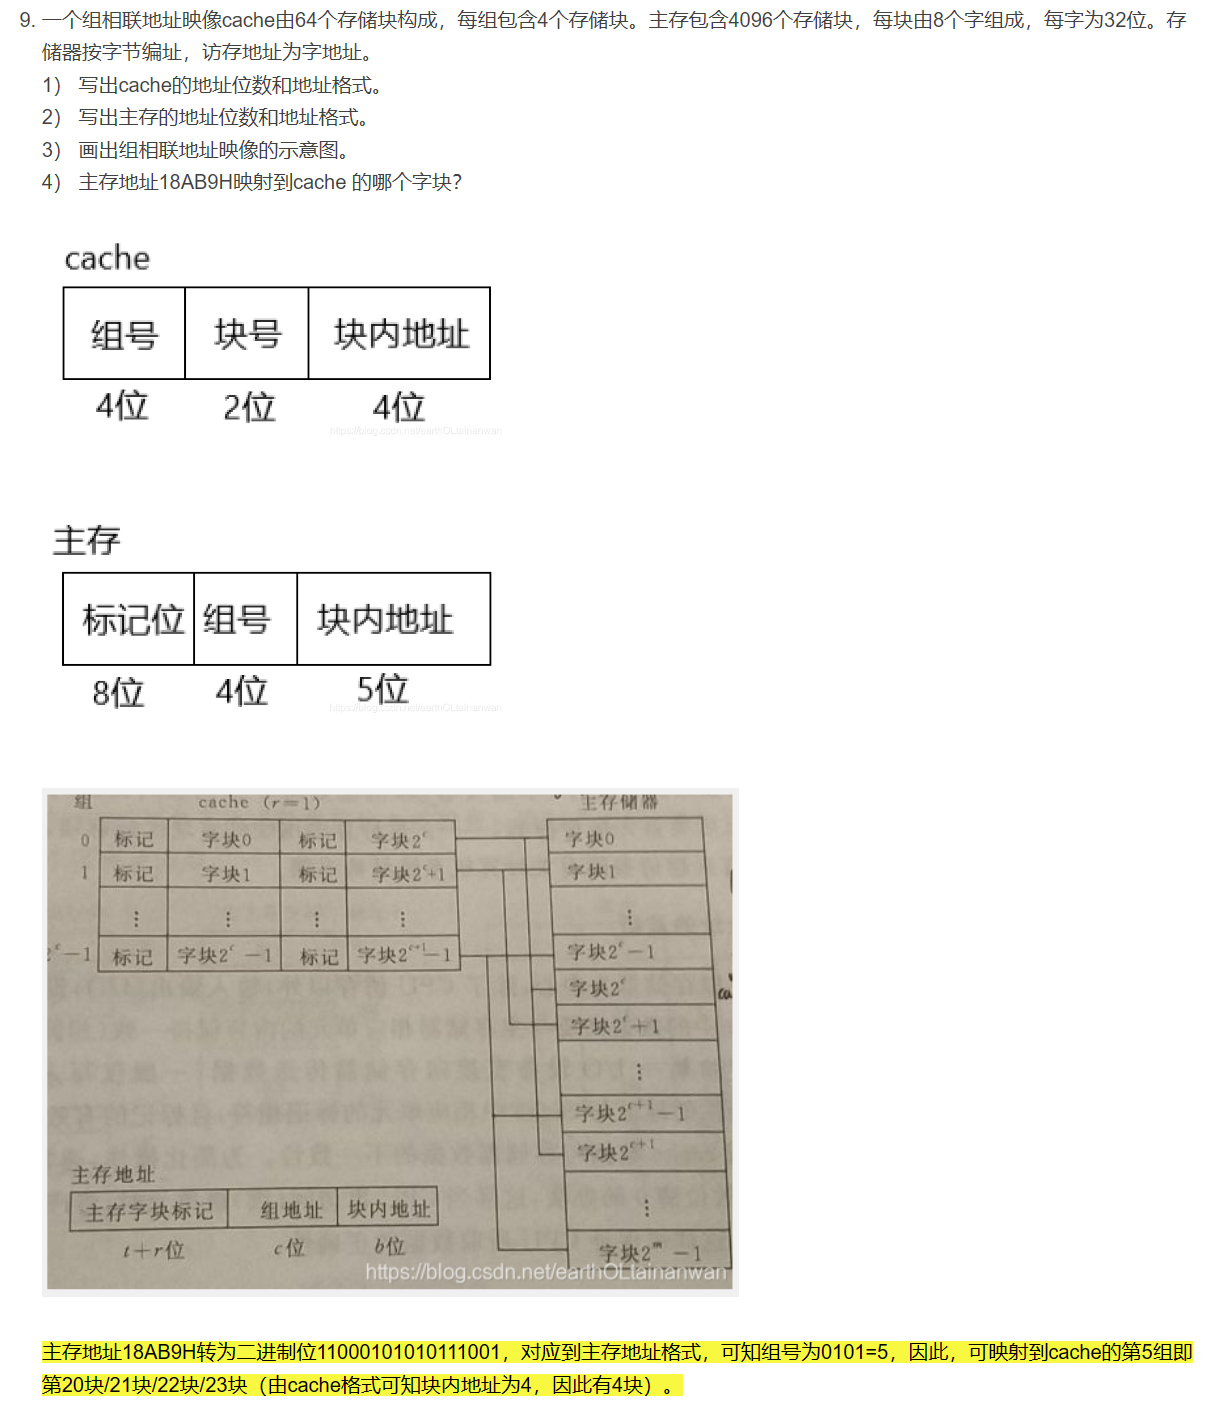 9. 一个组相联地址映像cache由64个存储块构成，每组包含4个存储块。主存包含4096个存储块，每块由8个字组成，每字为32位。存
储器按字节编址，访存地址为字地址。
1） 写出cache的地址位数和地址格式。
2） 写出主存的地址位数和地址格式。
3） 画出组相联地址映像的示意图。
4） 主存地址18AB9H映射到cache 的哪个字块？
cache
组号 块号 块内地址
4位 2位 4位
https://blog.csdn.net/earthOLtainanwan
主存
标记位 组号 块内地址
8位 4位 5位
https://blog.csdn.net/earthOLtainanwan
组 cache (r=1) 主存储器
0 标记 字块0 标记 字块2ᶜ 字块0
1 标记 字块1 标记 字块2ᶜ+1 字块1
⋮ ⋮ ⋮ ⋮ ⋮
2ᶜ-1 标记 字块2ᶜ-1 标记 字块2ᶜ⁺¹-1 字块2ᶜ-1
字块2ᶜ
字块2ᶜ+1
⋮
字块2ᶜ⁺¹-1
字块2ᶜ⁺¹
⋮
字块2ᵐ-1
主存地址
主存字块标记 组地址 块内地址
t+r位 c位 b位
https://blog.csdn.net/earthOLtainanwan
主存地址18AB9H转为二进制位11000101010111001，对应到主存地址格式，可知组号为0101=5，因此，可映射到cache的第5组即
第20块/21块/22块/23块（由cache格式可知块内地址为4，因此有4块）。